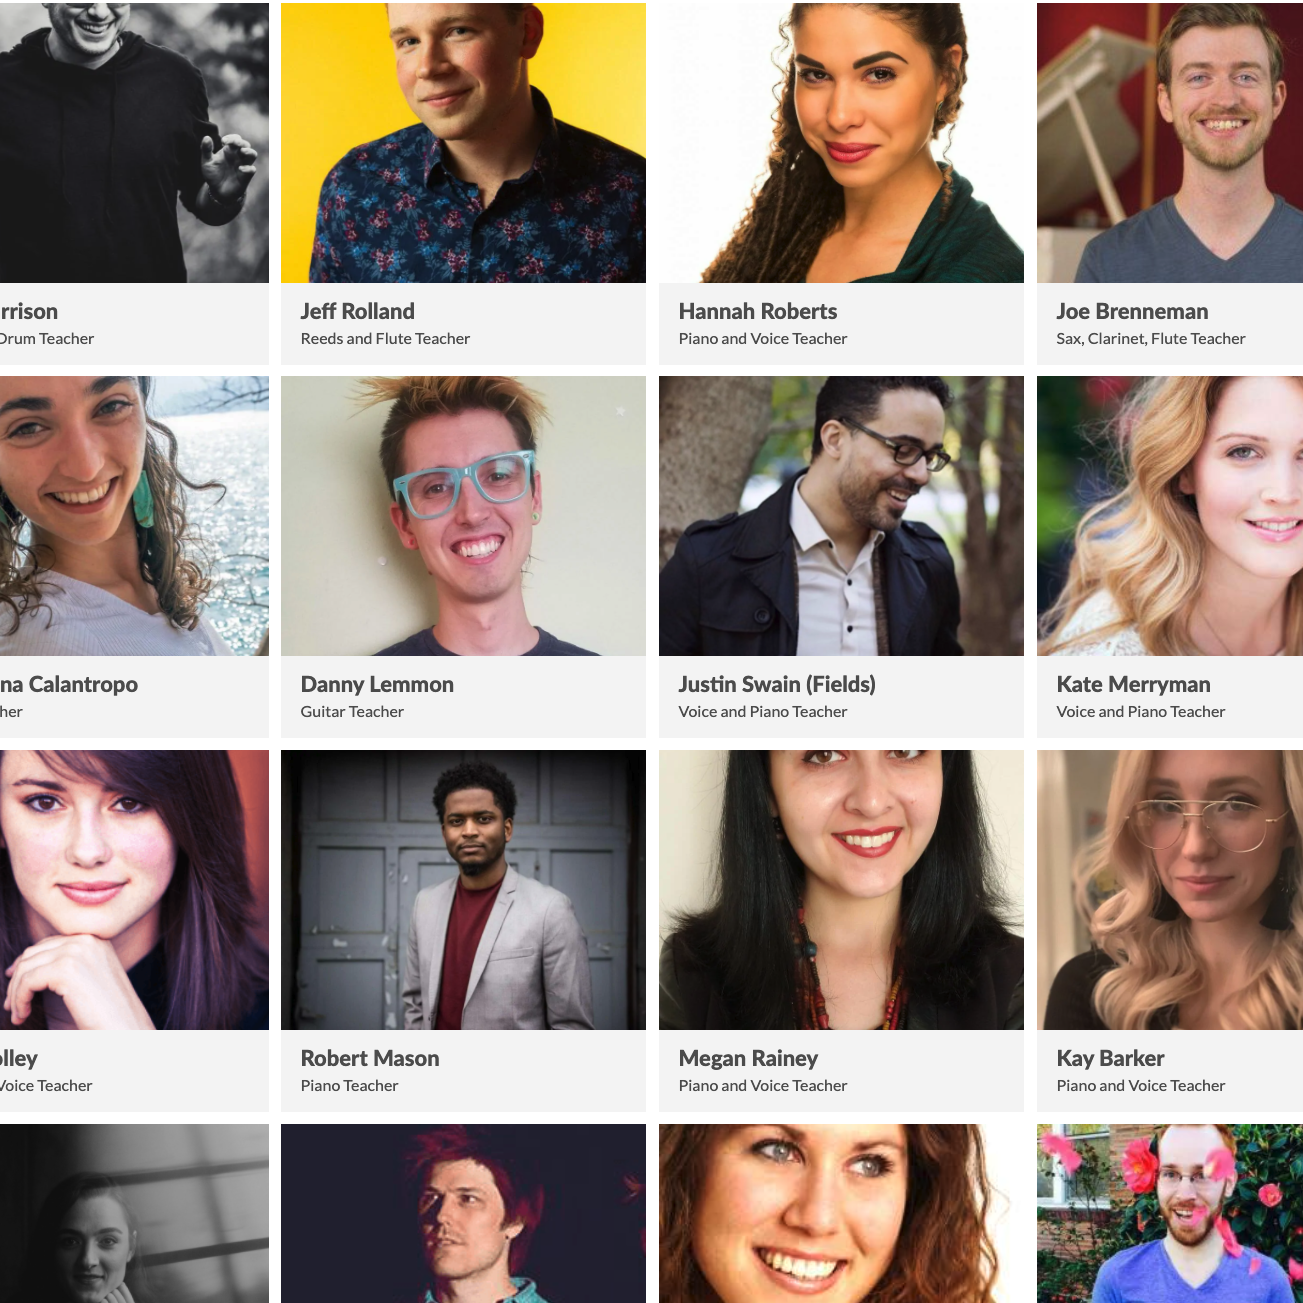 rrison
Drum Teacher
Jeff Rolland
Reeds and Flute Teacher
Hannah Roberts
Piano and Voice Teacher
Joe Brenneman
Sax, Clarinet, Flute Teacher
na Calantropo
her
Danny Lemmon
Guitar Teacher
Justin Swain (Fields)
Voice and Piano Teacher
Kate Merryman
Voice and Piano Teacher
olley
Voice Teacher
Robert Mason
Piano Teacher
Megan Rainey
Piano and Voice Teacher
Kay Barker
Piano and Voice Teacher